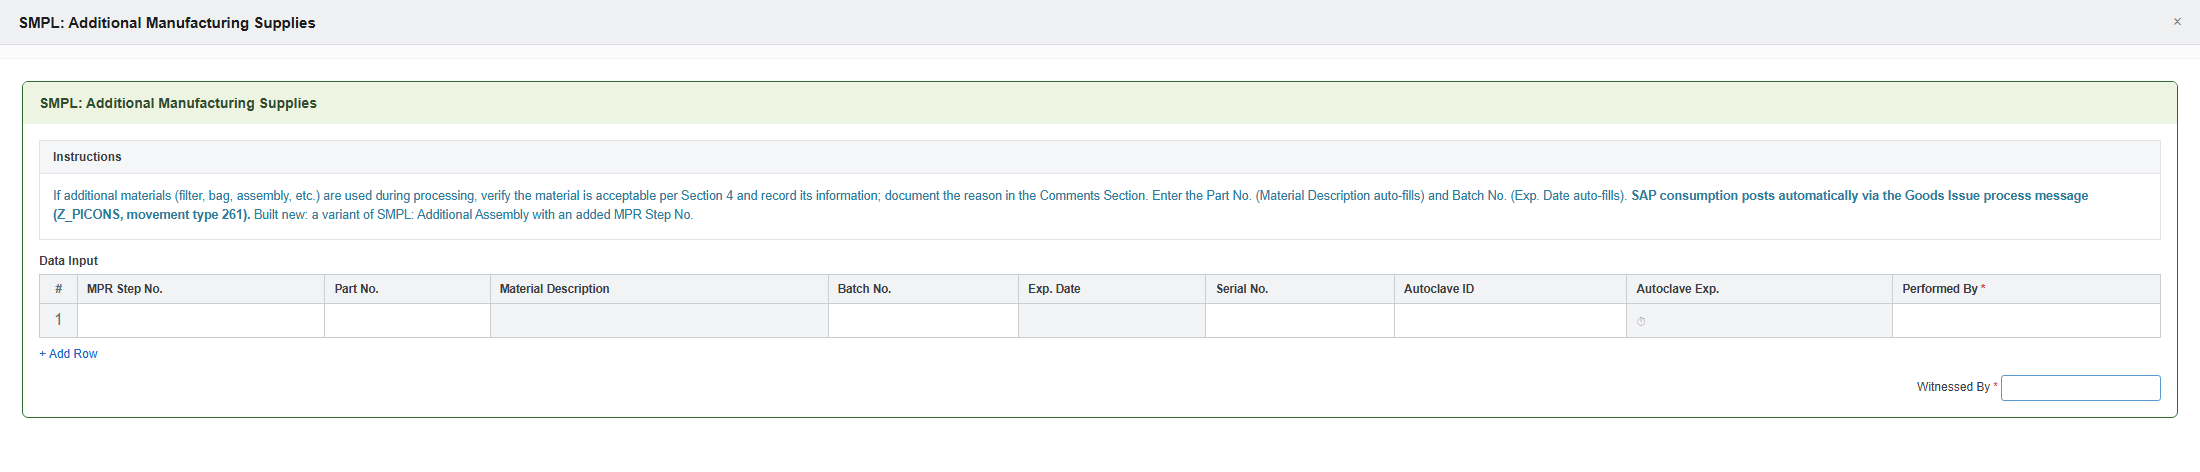 SMPL: Additional Manufacturing Supplies
×
SMPL: Additional Manufacturing Supplies
Instructions
If additional materials (filter, bag, assembly, etc.) are used during processing, verify the material is acceptable per Section 4 and record its information; document the reason in the Comments Section. Enter the Part No. (Material Description auto-fills) and Batch No. (Exp. Date auto-fills). SAP consumption posts automatically via the Goods Issue process message
(Z_PICONS, movement type 261). Built new: a variant of SMPL: Additional Assembly with an added MPR Step No.
Data Input
# MPR Step No. Part No. Material Description Batch No. Exp. Date Serial No. Autoclave ID Autoclave Exp. Performed By *
1
+ Add Row
Witnessed By *